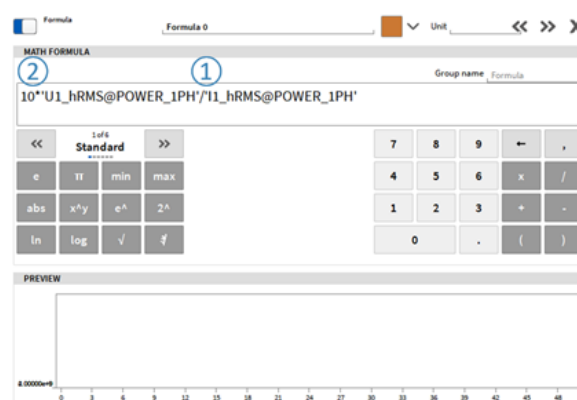 Formula
Formula 0
Unit
<< >>
MATH FORMULA
② ①
Group name Formula
10*'U1_hRMS@POWER_1PH'/'I1_hRMS@POWER_1PH'
<< 1 of 6 >> 7 8 9 ← ,
Standard
e π min max 4 5 6 x /
abs x^y e^ 2^ 1 2 3 + -
ln log √ 0 . ( )
PREVIEW
0 3 6 9 12 15 18 21 24 27 30 33 36 39 42 45 48